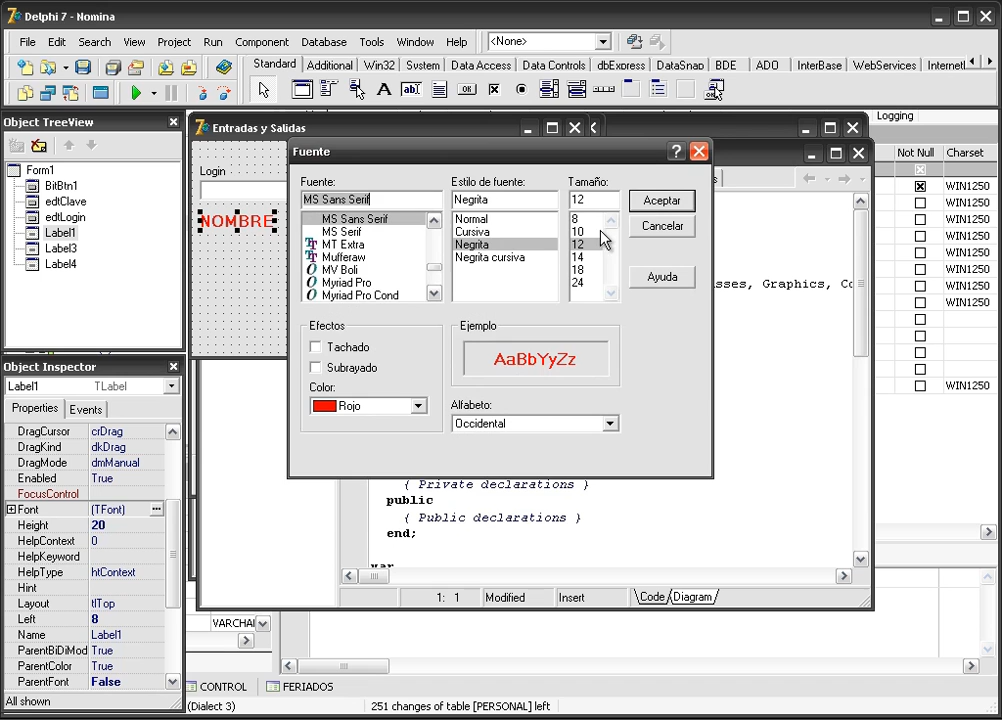 Delphi 7 - Nomina
File Edit Search View Project Run Component Database Tools Window Help <None>
Standard Additional Win32 System Data Access Data Controls dbExpress DataSnap BDE ADO InterBase WebServices
Object TreeView
Form1
BitBtn1
edtClave
edtLogin
Label1
Label3
Label4
Object Inspector
Label1 TLabel
Properties Events
DragCursor crDrag
DragKind dkDrag
DragMode dmManual
Enabled True
FocusControl
Font (TFont) ...
Height 20
HelpContext 0
HelpKeyword
HelpType htContext
Hint
Layout tlTop
Left 8
Name Label1
ParentBiDiMod True
ParentColor True
ParentFont False
All shown
Entradas y Salidas
Login
NOMBRE
Fuente
Fuente:
MS Sans Serif
MS Sans Serif
MS Serif
MT Extra
Mufferaw
MV Boli
Myriad Pro
Myriad Pro Cond
Estilo de fuente:
Negrita
Normal
Cursiva
Negrita
Negrita cursiva
Tamaño:
12
8
10
12
14
18
24
Aceptar
Cancelar
Ayuda
Efectos
Tachado
Subrayado
Color:
Rojo
Ejemplo
AaBbYyZz
Alfabeto:
Occidental
sses, Graphics,
{ Private declarations }
public
{ Public declarations }
end;
var
1: 1 Modified Insert Code Diagram
Logging
Not Null Charset
WIN1250
WIN1250
WIN1250
WIN1250
WIN1250
WIN1250
WIN1250
WIN1250
WIN1250
CONTROL FERIADOS
(Dialect 3) 251 changes of table [PERSONAL] left